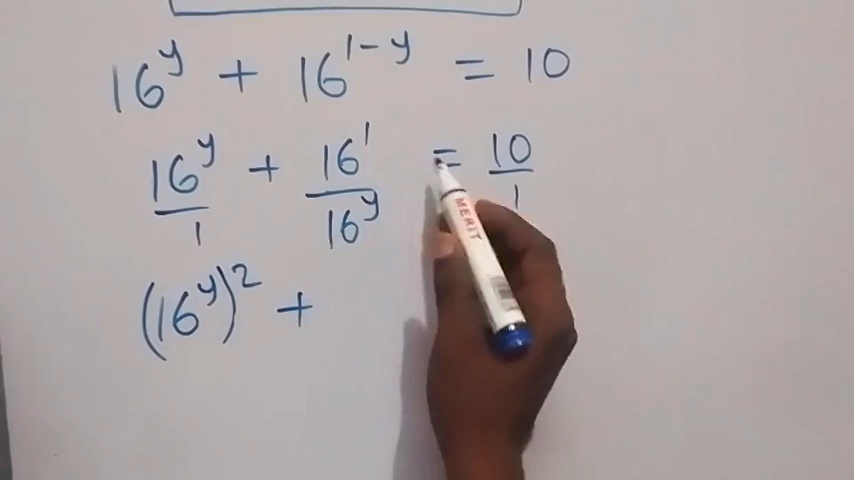 16^y + 16^(1-y) = 10
16^y/1 + 16^1/16^y = 10/1
(16^y)^2 +
MERIT